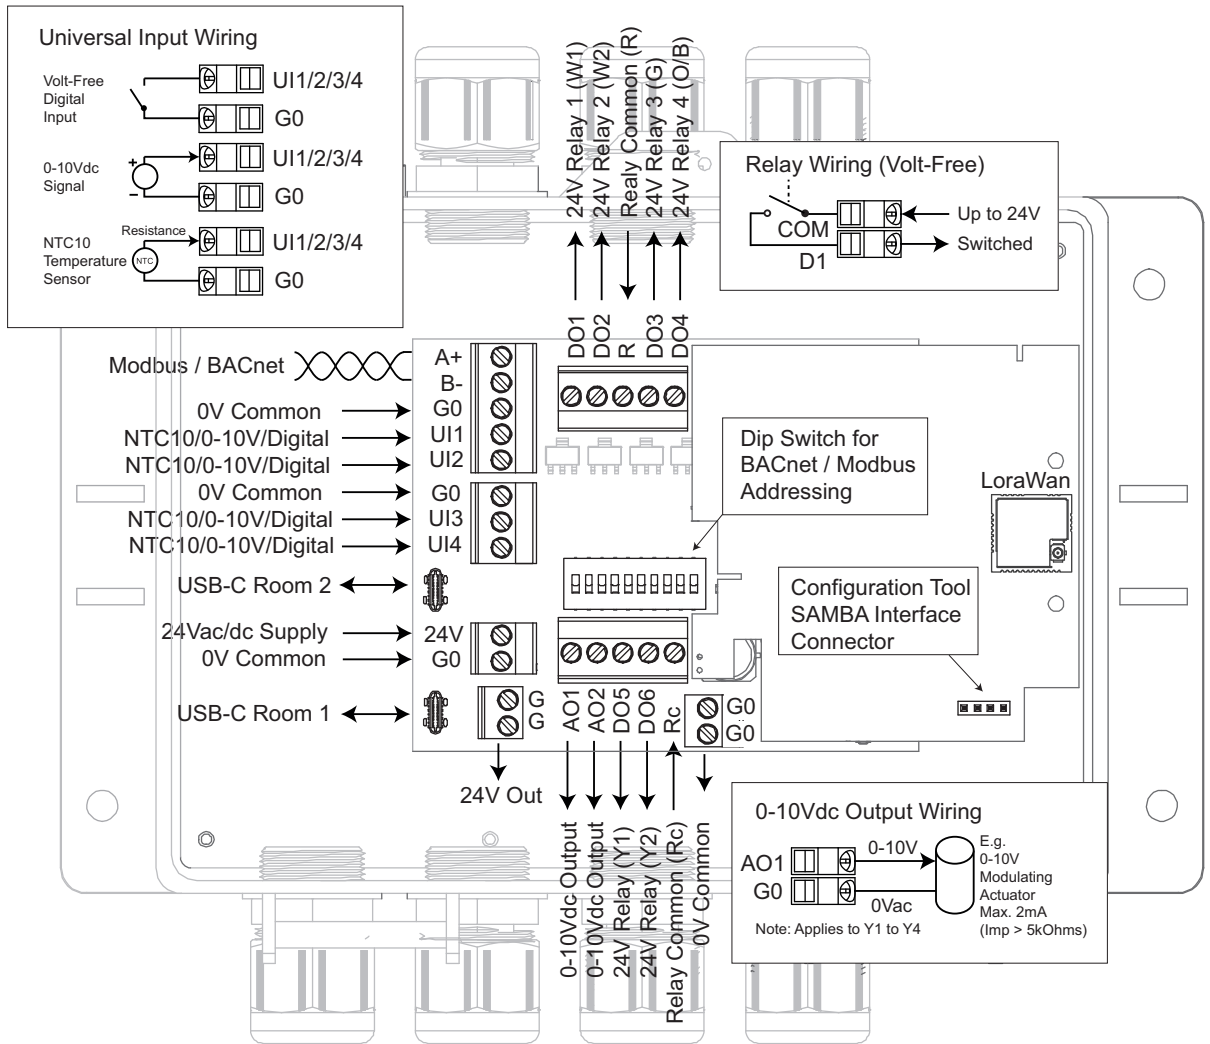 Universal Input Wiring
Volt-Free
Digital
Input
UI1/2/3/4
G0
0-10Vdc
Signal
+
-
UI1/2/3/4
G0
NTC10
Temperature
Sensor
Resistance
NTC
UI1/2/3/4
G0
24V Relay 1 (W1)
24V Relay 2 (W2)
Realy Common (R)
24V Relay 3 (G)
24V Relay 4 (O/B)
Relay Wiring (Volt-Free)
COM
D1
Up to 24V
Switched
DO1
DO2
R
DO3
DO4
Modbus / BACnet
A+
B-
0V Common
G0
NTC10/0-10V/Digital
UI1
NTC10/0-10V/Digital
UI2
0V Common
G0
NTC10/0-10V/Digital
UI3
NTC10/0-10V/Digital
UI4
USB-C Room 2
24Vac/dc Supply
24V
0V Common
G0
USB-C Room 1
G
G
24V Out
Dip Switch for
BACnet / Modbus
Addressing
LoraWan
Configuration Tool
SAMBA Interface
Connector
AO1
AO2
DO5
DO6
Rc
G0
G0
0-10Vdc Output
0-10Vdc Output
24V Relay (Y1)
24V Relay (Y2)
Relay Common (Rc)
0V Common
0-10Vdc Output Wiring
AO1
G0
0-10V
0Vac
E.g.
0-10V
Modulating
Actuator
Max. 2mA
(Imp > 5kOhms)
Note: Applies to Y1 to Y4